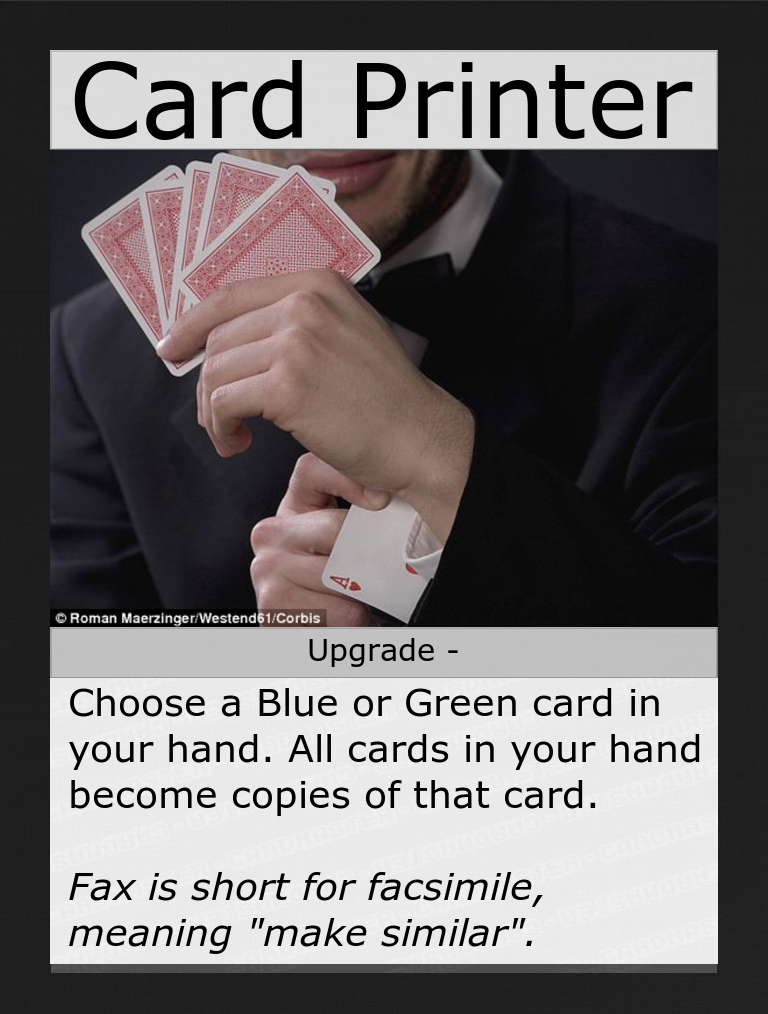 Card Printer
A
© Roman Maerzinger/Westend61/Corbis
Upgrade -
Choose a Blue or Green card in
your hand. All cards in your hand
become copies of that card.
Fax is short for facsimile,
meaning "make similar".